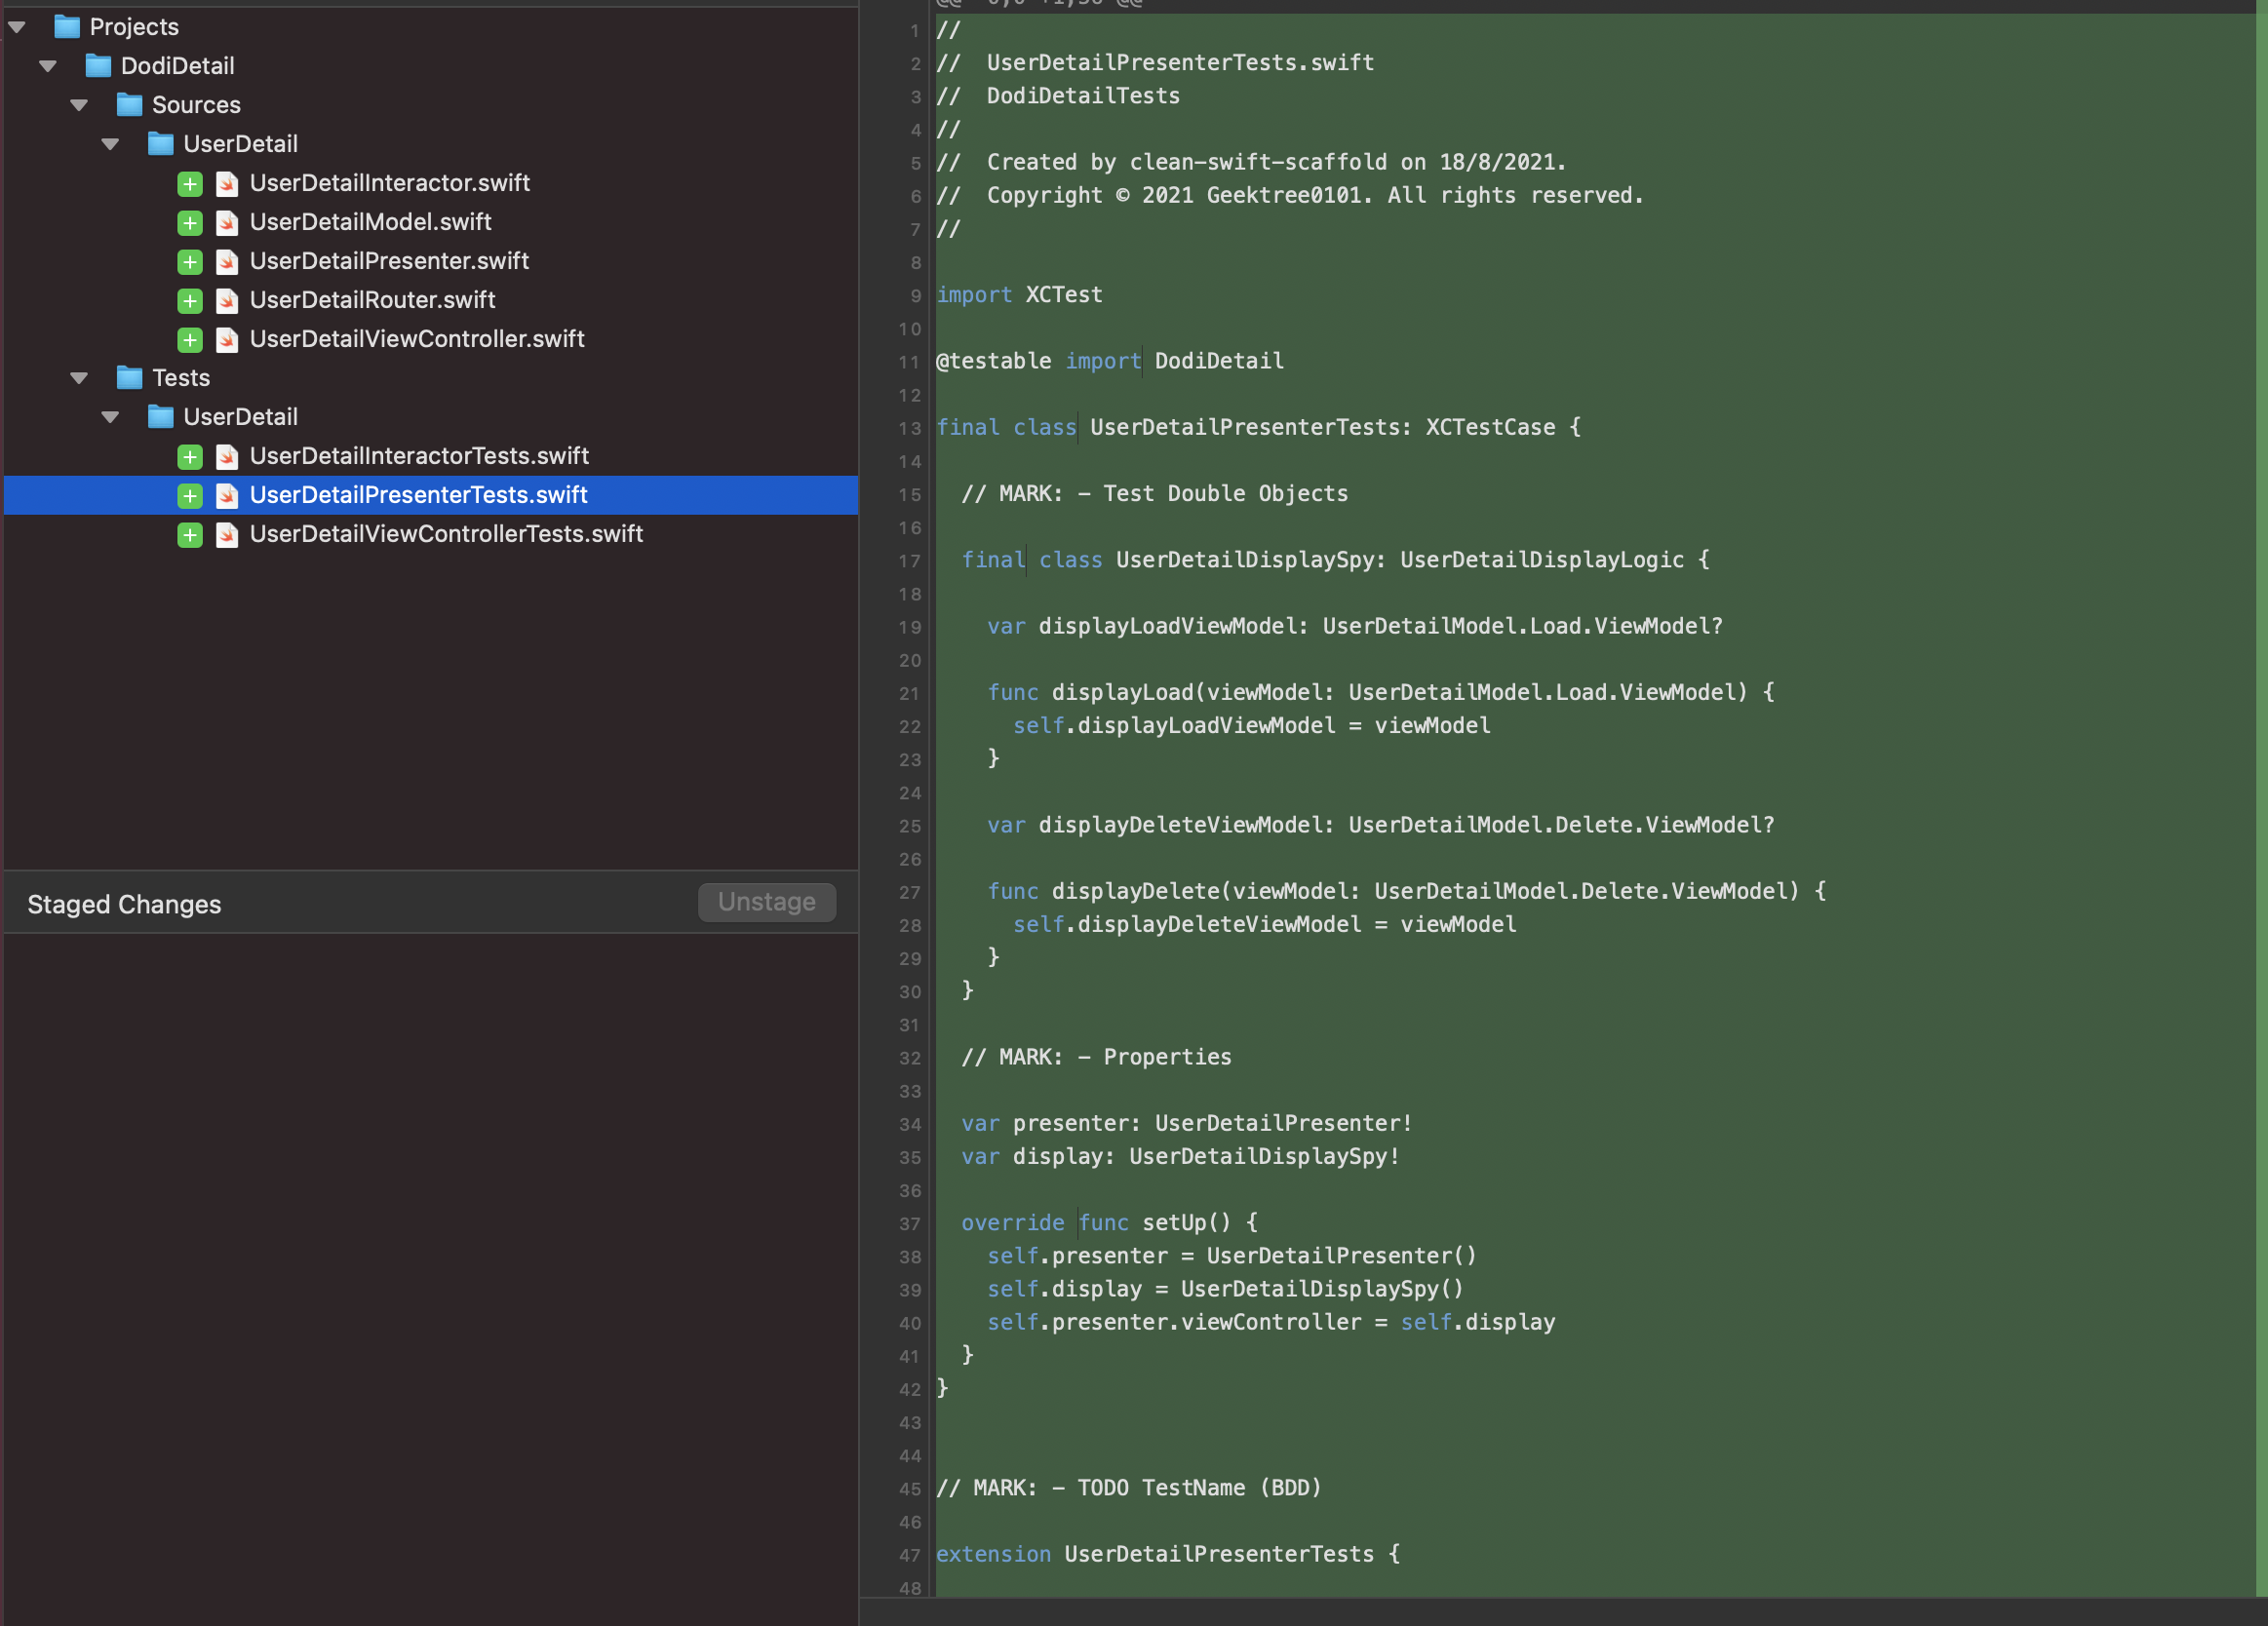 Projects
DodiDetail
Sources
UserDetail
UserDetailInteractor.swift
UserDetailModel.swift
UserDetailPresenter.swift
UserDetailRouter.swift
UserDetailViewController.swift
Tests
UserDetail
UserDetailInteractorTests.swift
UserDetailPresenterTests.swift
UserDetailViewControllerTests.swift
Staged Changes
Unstage
1 //
2 //  UserDetailPresenterTests.swift
3 //  DodiDetailTests
4 //
5 //  Created by clean-swift-scaffold on 18/8/2021.
6 //  Copyright © 2021 Geektree0101. All rights reserved.
7 //
8
9 import XCTest
10
11 @testable import DodiDetail
12
13 final class UserDetailPresenterTests: XCTestCase {
14
15   // MARK: - Test Double Objects
16
17   final class UserDetailDisplaySpy: UserDetailDisplayLogic {
18
19     var displayLoadViewModel: UserDetailModel.Load.ViewModel?
20
21     func displayLoad(viewModel: UserDetailModel.Load.ViewModel) {
22       self.displayLoadViewModel = viewModel
23     }
24
25     var displayDeleteViewModel: UserDetailModel.Delete.ViewModel?
26
27     func displayDelete(viewModel: UserDetailModel.Delete.ViewModel) {
28       self.displayDeleteViewModel = viewModel
29     }
30   }
31
32   // MARK: - Properties
33
34   var presenter: UserDetailPresenter!
35   var display: UserDetailDisplaySpy!
36
37   override func setUp() {
38     self.presenter = UserDetailPresenter()
39     self.display = UserDetailDisplaySpy()
40     self.presenter.viewController = self.display
41   }
42 }
43
44
45 // MARK: - TODO TestName (BDD)
46
47 extension UserDetailPresenterTests {
48